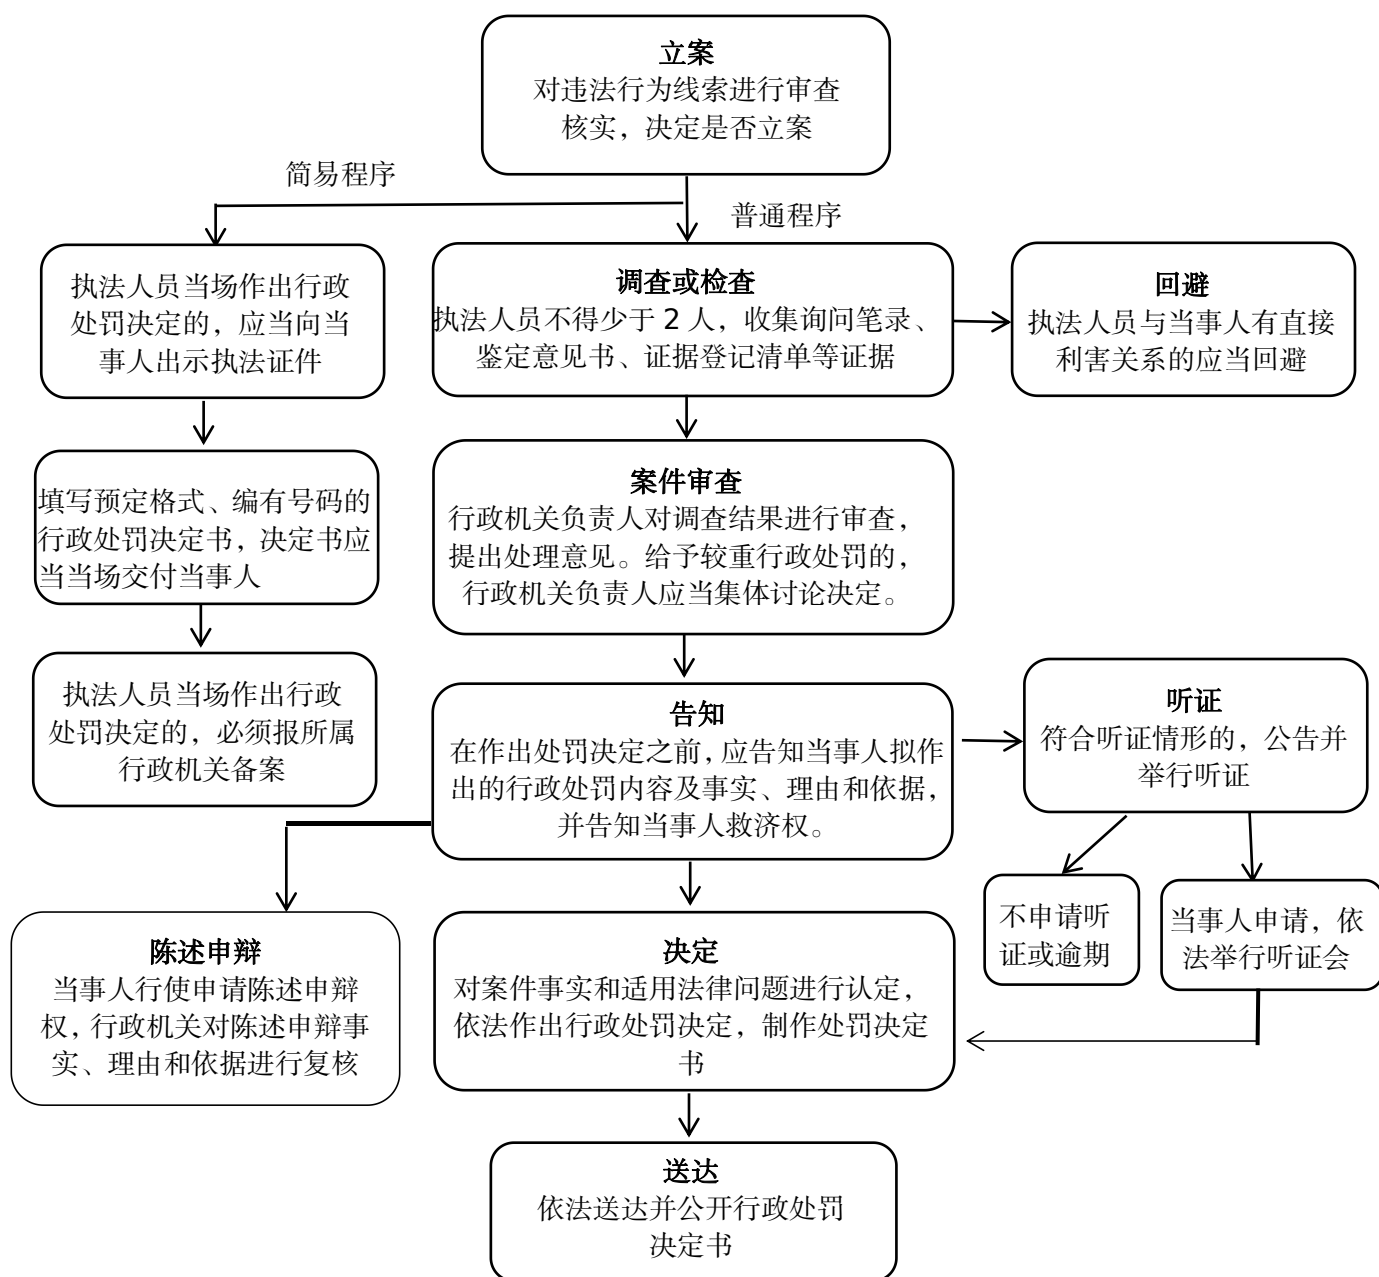 立案
对违法行为线索进行审查
核实，决定是否立案
简易程序
普通程序
执法人员当场作出行政
处罚决定的，应当向当
事人出示执法证件
调查或检查
执法人员不得少于 2 人，收集询问笔录、
鉴定意见书、证据登记清单等证据
回避
执法人员与当事人有直接
利害关系的应当回避
填写预定格式、编有号码的
行政处罚决定书，决定书应
当当场交付当事人
案件审查
行政机关负责人对调查结果进行审查，
提出处理意见。给予较重行政处罚的，
行政机关负责人应当集体讨论决定。
执法人员当场作出行政
处罚决定的，必须报所属
行政机关备案
告知
在作出处罚决定之前，应告知当事人拟作
出的行政处罚内容及事实、理由和依据，
并告知当事人救济权。
听证
符合听证情形的，公告并
举行听证
不申请听
证或逾期
当事人申请，依
法举行听证会
陈述申辩
当事人行使申请陈述申辩
权，行政机关对陈述申辩事
实、理由和依据进行复核
决定
对案件事实和适用法律问题进行认定，
依法作出行政处罚决定，制作处罚决定
书
送达
依法送达并公开行政处罚
决定书